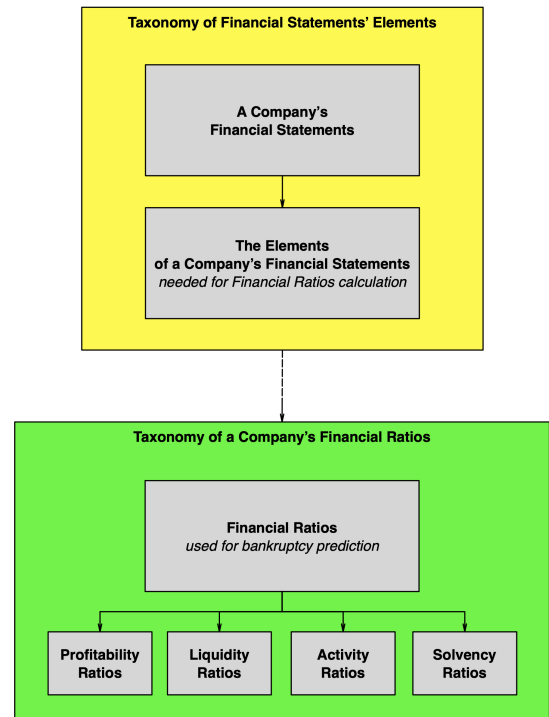 Taxonomy of Financial Statements' Elements
A Company's
Financial Statements
The Elements
of a Company's Financial Statements
needed for Financial Ratios calculation
Taxonomy of a Company's Financial Ratios
Financial Ratios
used for bankruptcy prediction
Profitability
Ratios
Liquidity
Ratios
Activity
Ratios
Solvency
Ratios